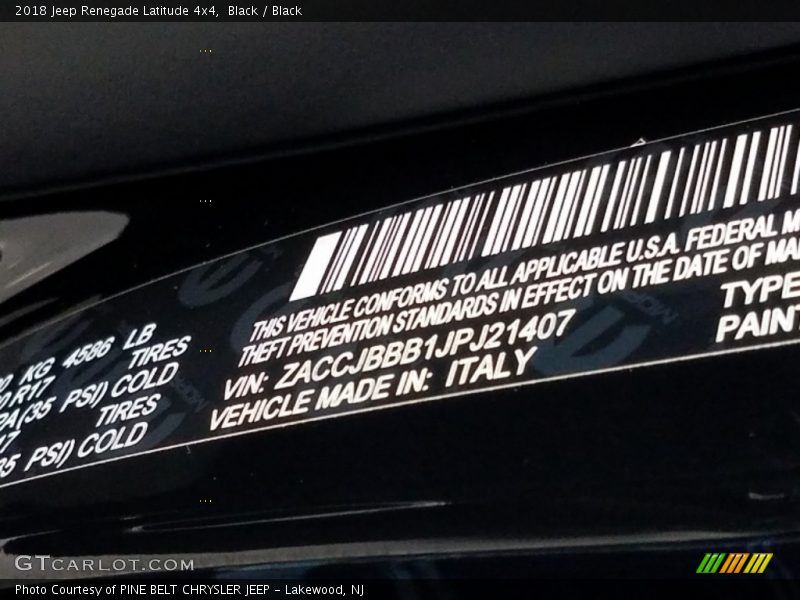 2018 Jeep Renegade Latitude 4x4, Black / Black
THIS VEHICLE CONFORMS TO ALL APPLICABLE U.S.A. FEDERAL M
THEFT PREVENTION STANDARDS IN EFFECT ON THE DATE OF MA
VIN: ZACCJBBB1JPJ21407
VEHICLE MADE IN: ITALY
TYPE
PAINT
KG 4586 LB
R17 TIRES
PA (35 PSI) COLD
17 TIRES
35 PSI) COLD
GTCARLOT.COM
Photo Courtesy of PINE BELT CHRYSLER JEEP - Lakewood, NJ